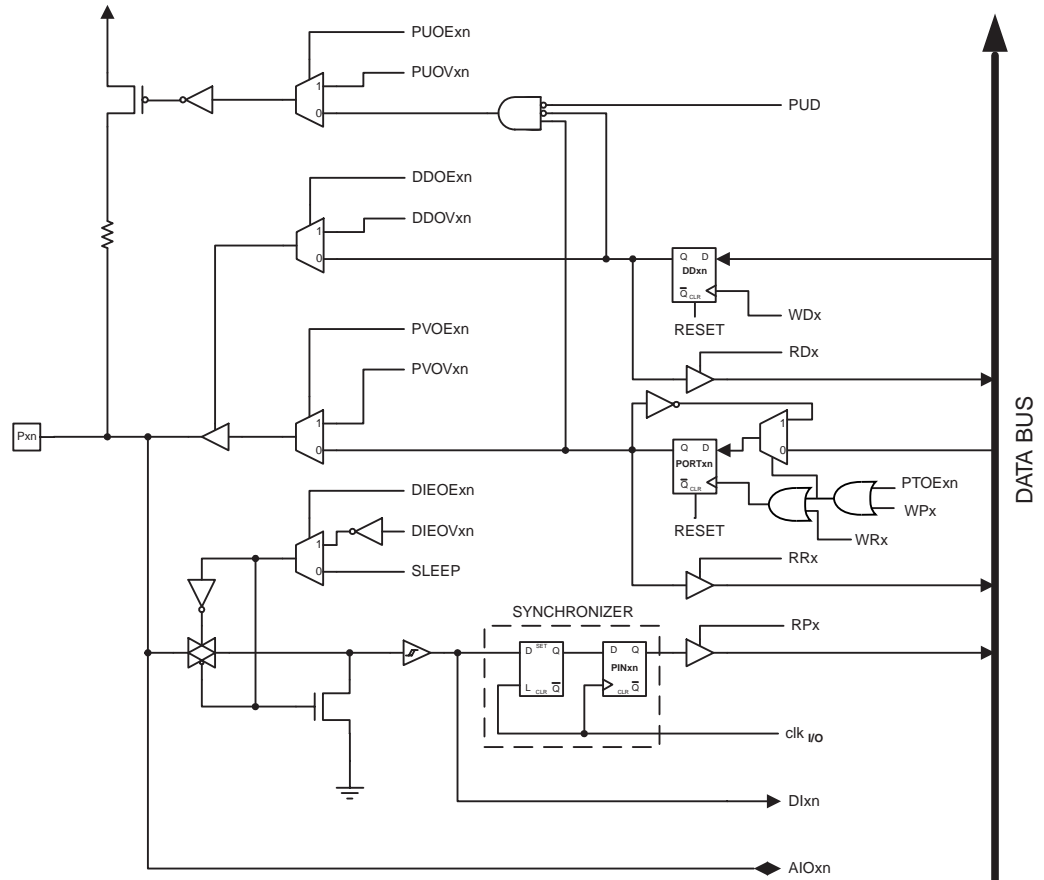 PUOExn
PUOVxn
1
0
PUD
DDOExn
DDOVxn
1
0
Q D
DDxn
Q CLR
WDx
RESET
RDx
PVOExn
PVOVxn
Pxn
1
0
1
0
Q D
PORTxn
Q CLR
PTOExn
WPx
RESET
WRx
DATA BUS
DIEOExn
DIEOVxn
1
0
SLEEP
RRx
SYNCHRONIZER
RPx
D SET Q
L CLR Q
D Q
PINxn
CLR Q
clk I/O
DIxn
AIOxn